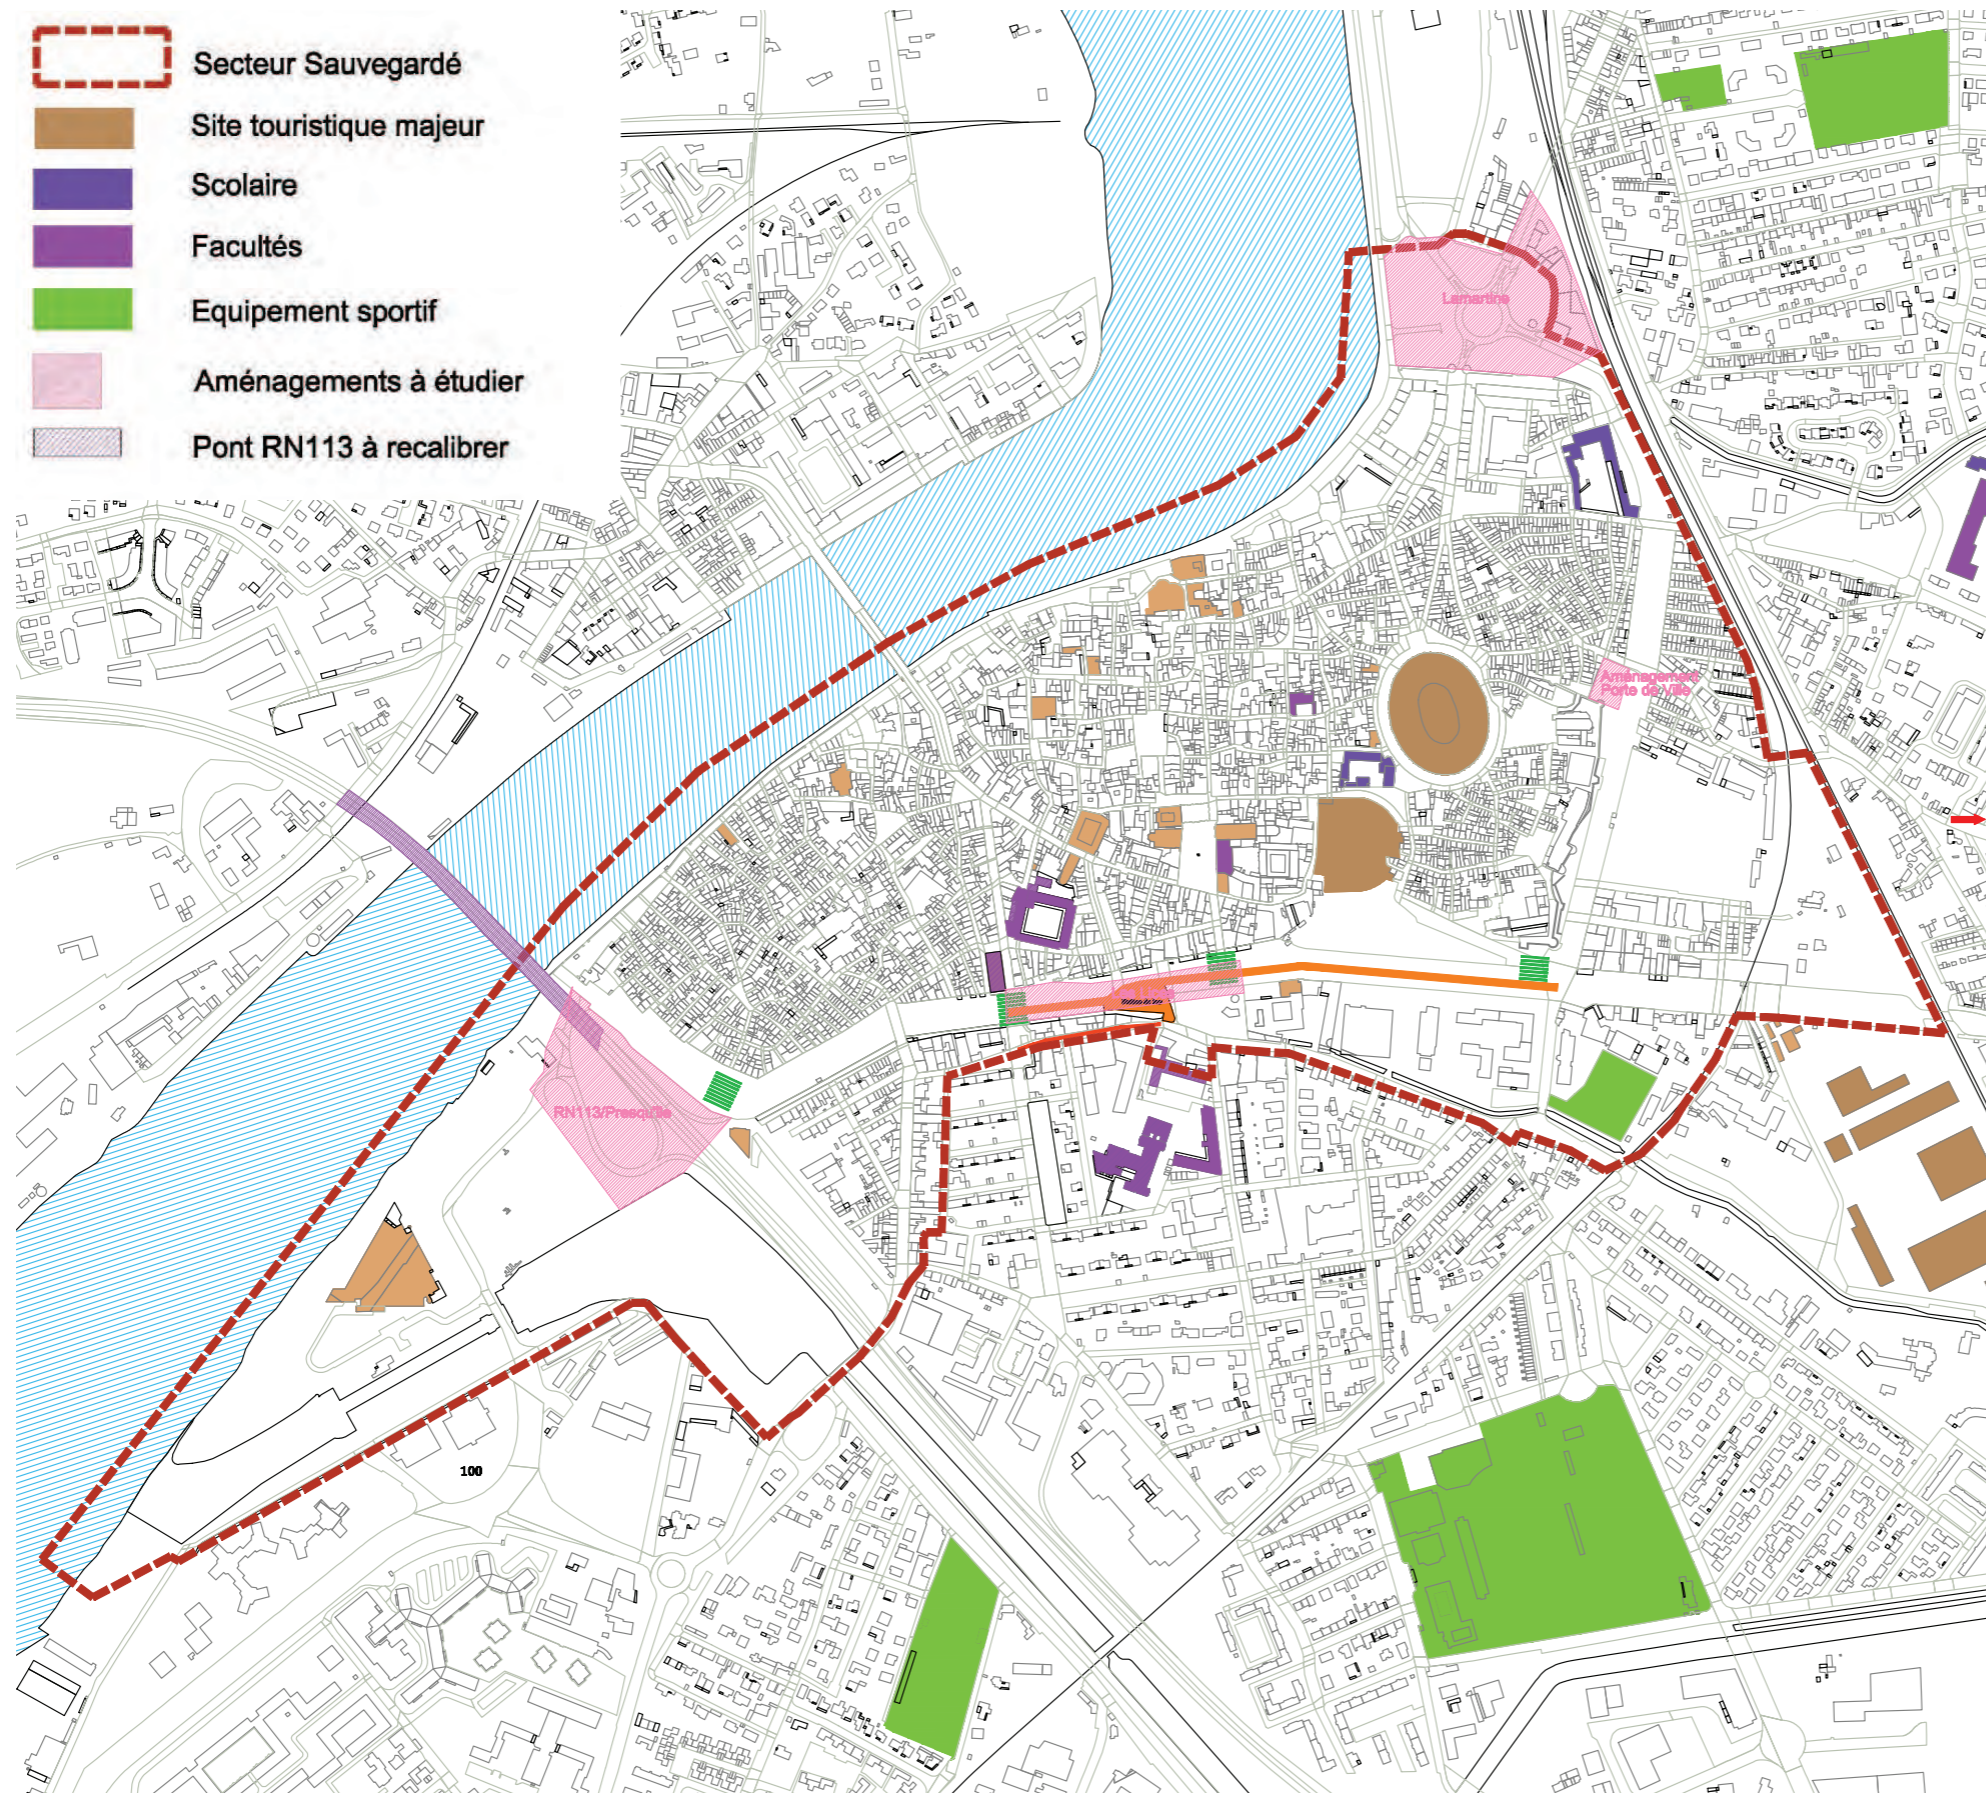 Secteur Sauvegardé
Site touristique majeur
Scolaire
Facultés
Equipement sportif
Aménagements à étudier
Pont RN113 à recalibrer
Lamartine
Aménagement
Porte de Ville
RN113/Presqu'île
100